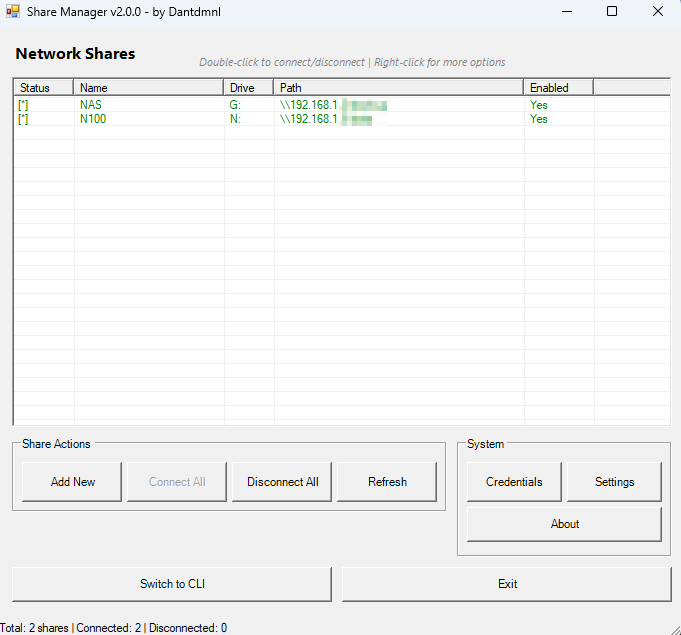 Share Manager v2.0.0 - by Dantdmnl
Network Shares
Double-click to connect/disconnect | Right-click for more options
Status Name Drive Path Enabled
[*] NAS G: \\192.168.1. Yes
[*] N100 N: \\192.168.1. Yes
Share Actions
Add New Connect All Disconnect All Refresh
System
Credentials Settings
About
Switch to CLI Exit
Total: 2 shares | Connected: 2 | Disconnected: 0